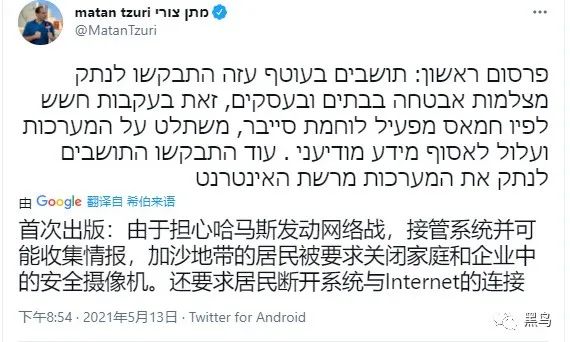 matan tzuri מתן צורי
@MatanTzuri
פרסום ראשון: תושבים בעוטף עזה התבקשו לנתק
מצלמות אבטחה בבתים ובעסקים, זאת בעקבות חשש
לפיו חמאס מפעיל לוחמת סייבר, משתלט על המערכות
ועלול לאסוף מידע מודיעיני . עוד התבקשו התושבים
לנתק את המערכות מרשת האינטרנט
由 Google 翻译自 希伯来语
首次出版：由于担心哈马斯发动网络战，接管系统并可
能收集情报，加沙地带的居民被要求关闭家庭和企业中
的安全摄像机。还要求居民断开系统与Internet的连接
下午8:54 · 2021年5月13日 · Twitter for Android
黑鸟